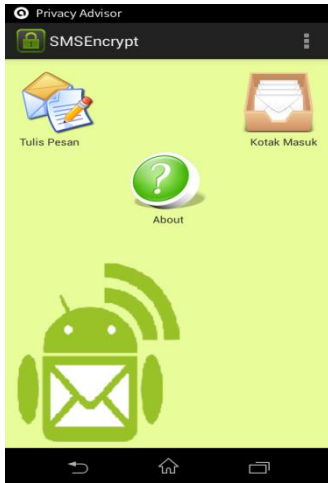 Privacy Advisor
SMSEncrypt
Tulis Pesan
Kotak Masuk
About